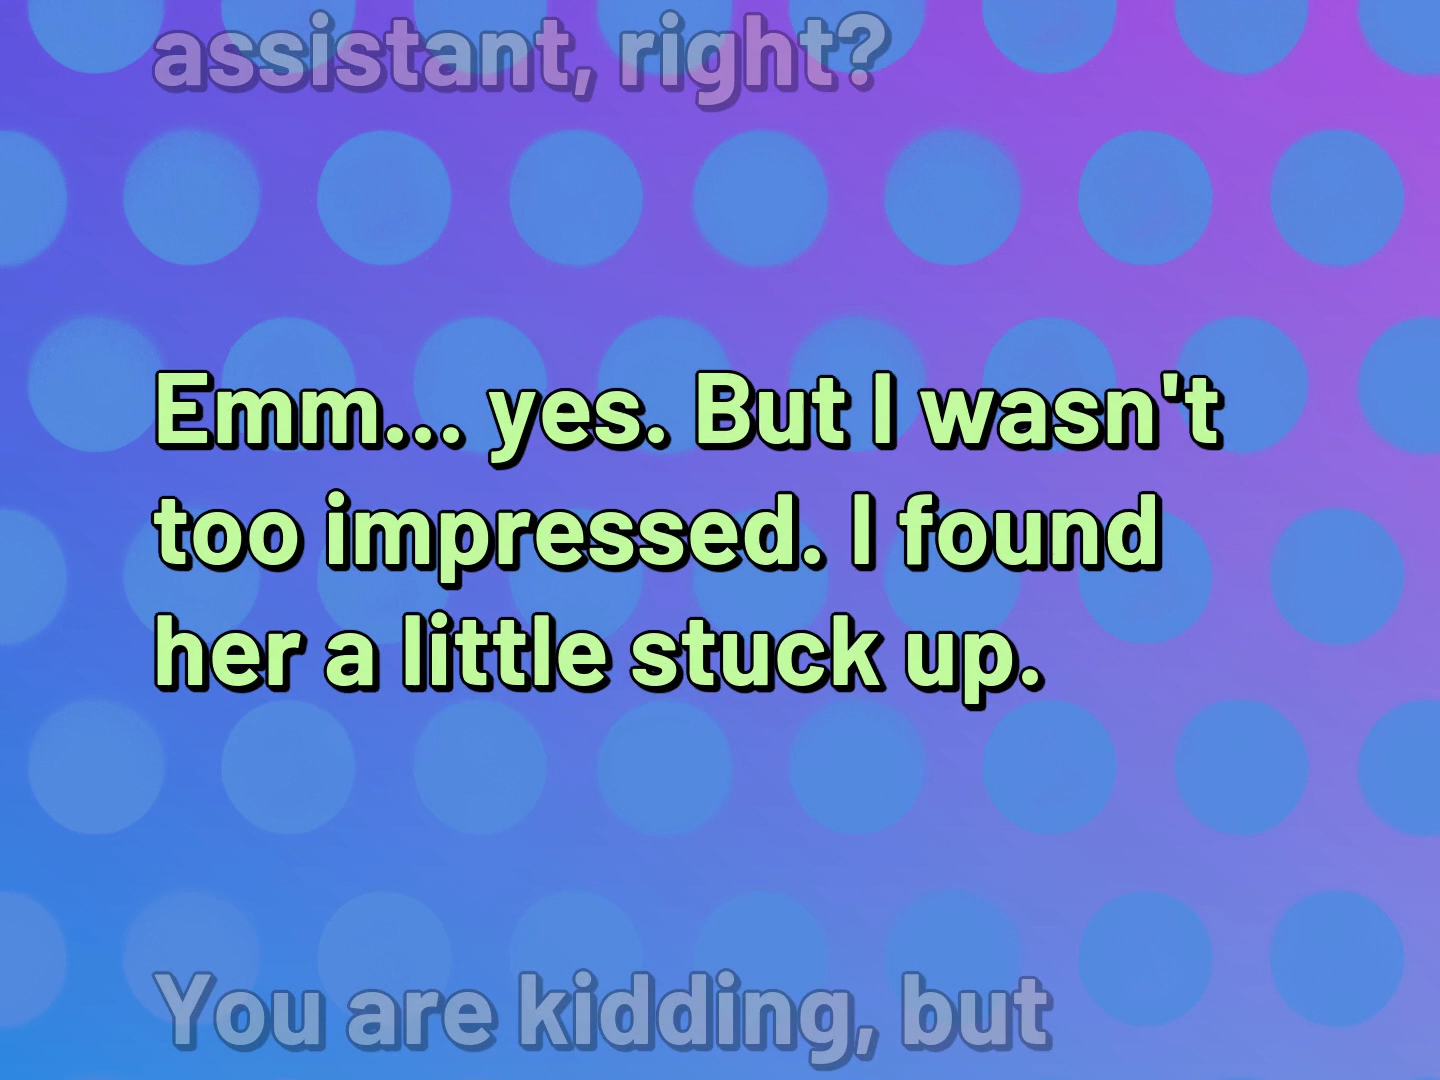 assistant, right?
Emm... yes. But I wasn't
too impressed. I found
her a little stuck up.
You are kidding, but